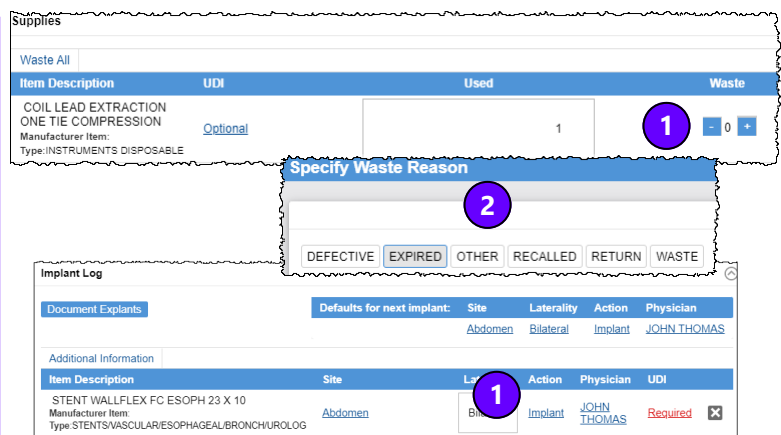 Supplies
Waste All
Item Description UDI Used Waste
COIL LEAD EXTRACTION
ONE TIE COMPRESSION
Manufacturer Item:
Type:INSTRUMENTS DISPOSABLE
Optional
1
1
- 0 +
Specify Waste Reason
2
DEFECTIVE EXPIRED OTHER RECALLED RETURN WASTE
Implant Log
Document Explants
Defaults for next implant: Site Laterality Action Physician
Abdomen Bilateral Implant JOHN THOMAS
Additional Information
Item Description Site Action Physician UDI
1
STENT WALLFLEX FC ESOPH 23 X 10
Manufacturer Item:
Type:STENTS/VASCULAR/ESOPHAGEAL/BRONCH/UROLOG
Abdomen Implant JOHN
THOMAS
Required